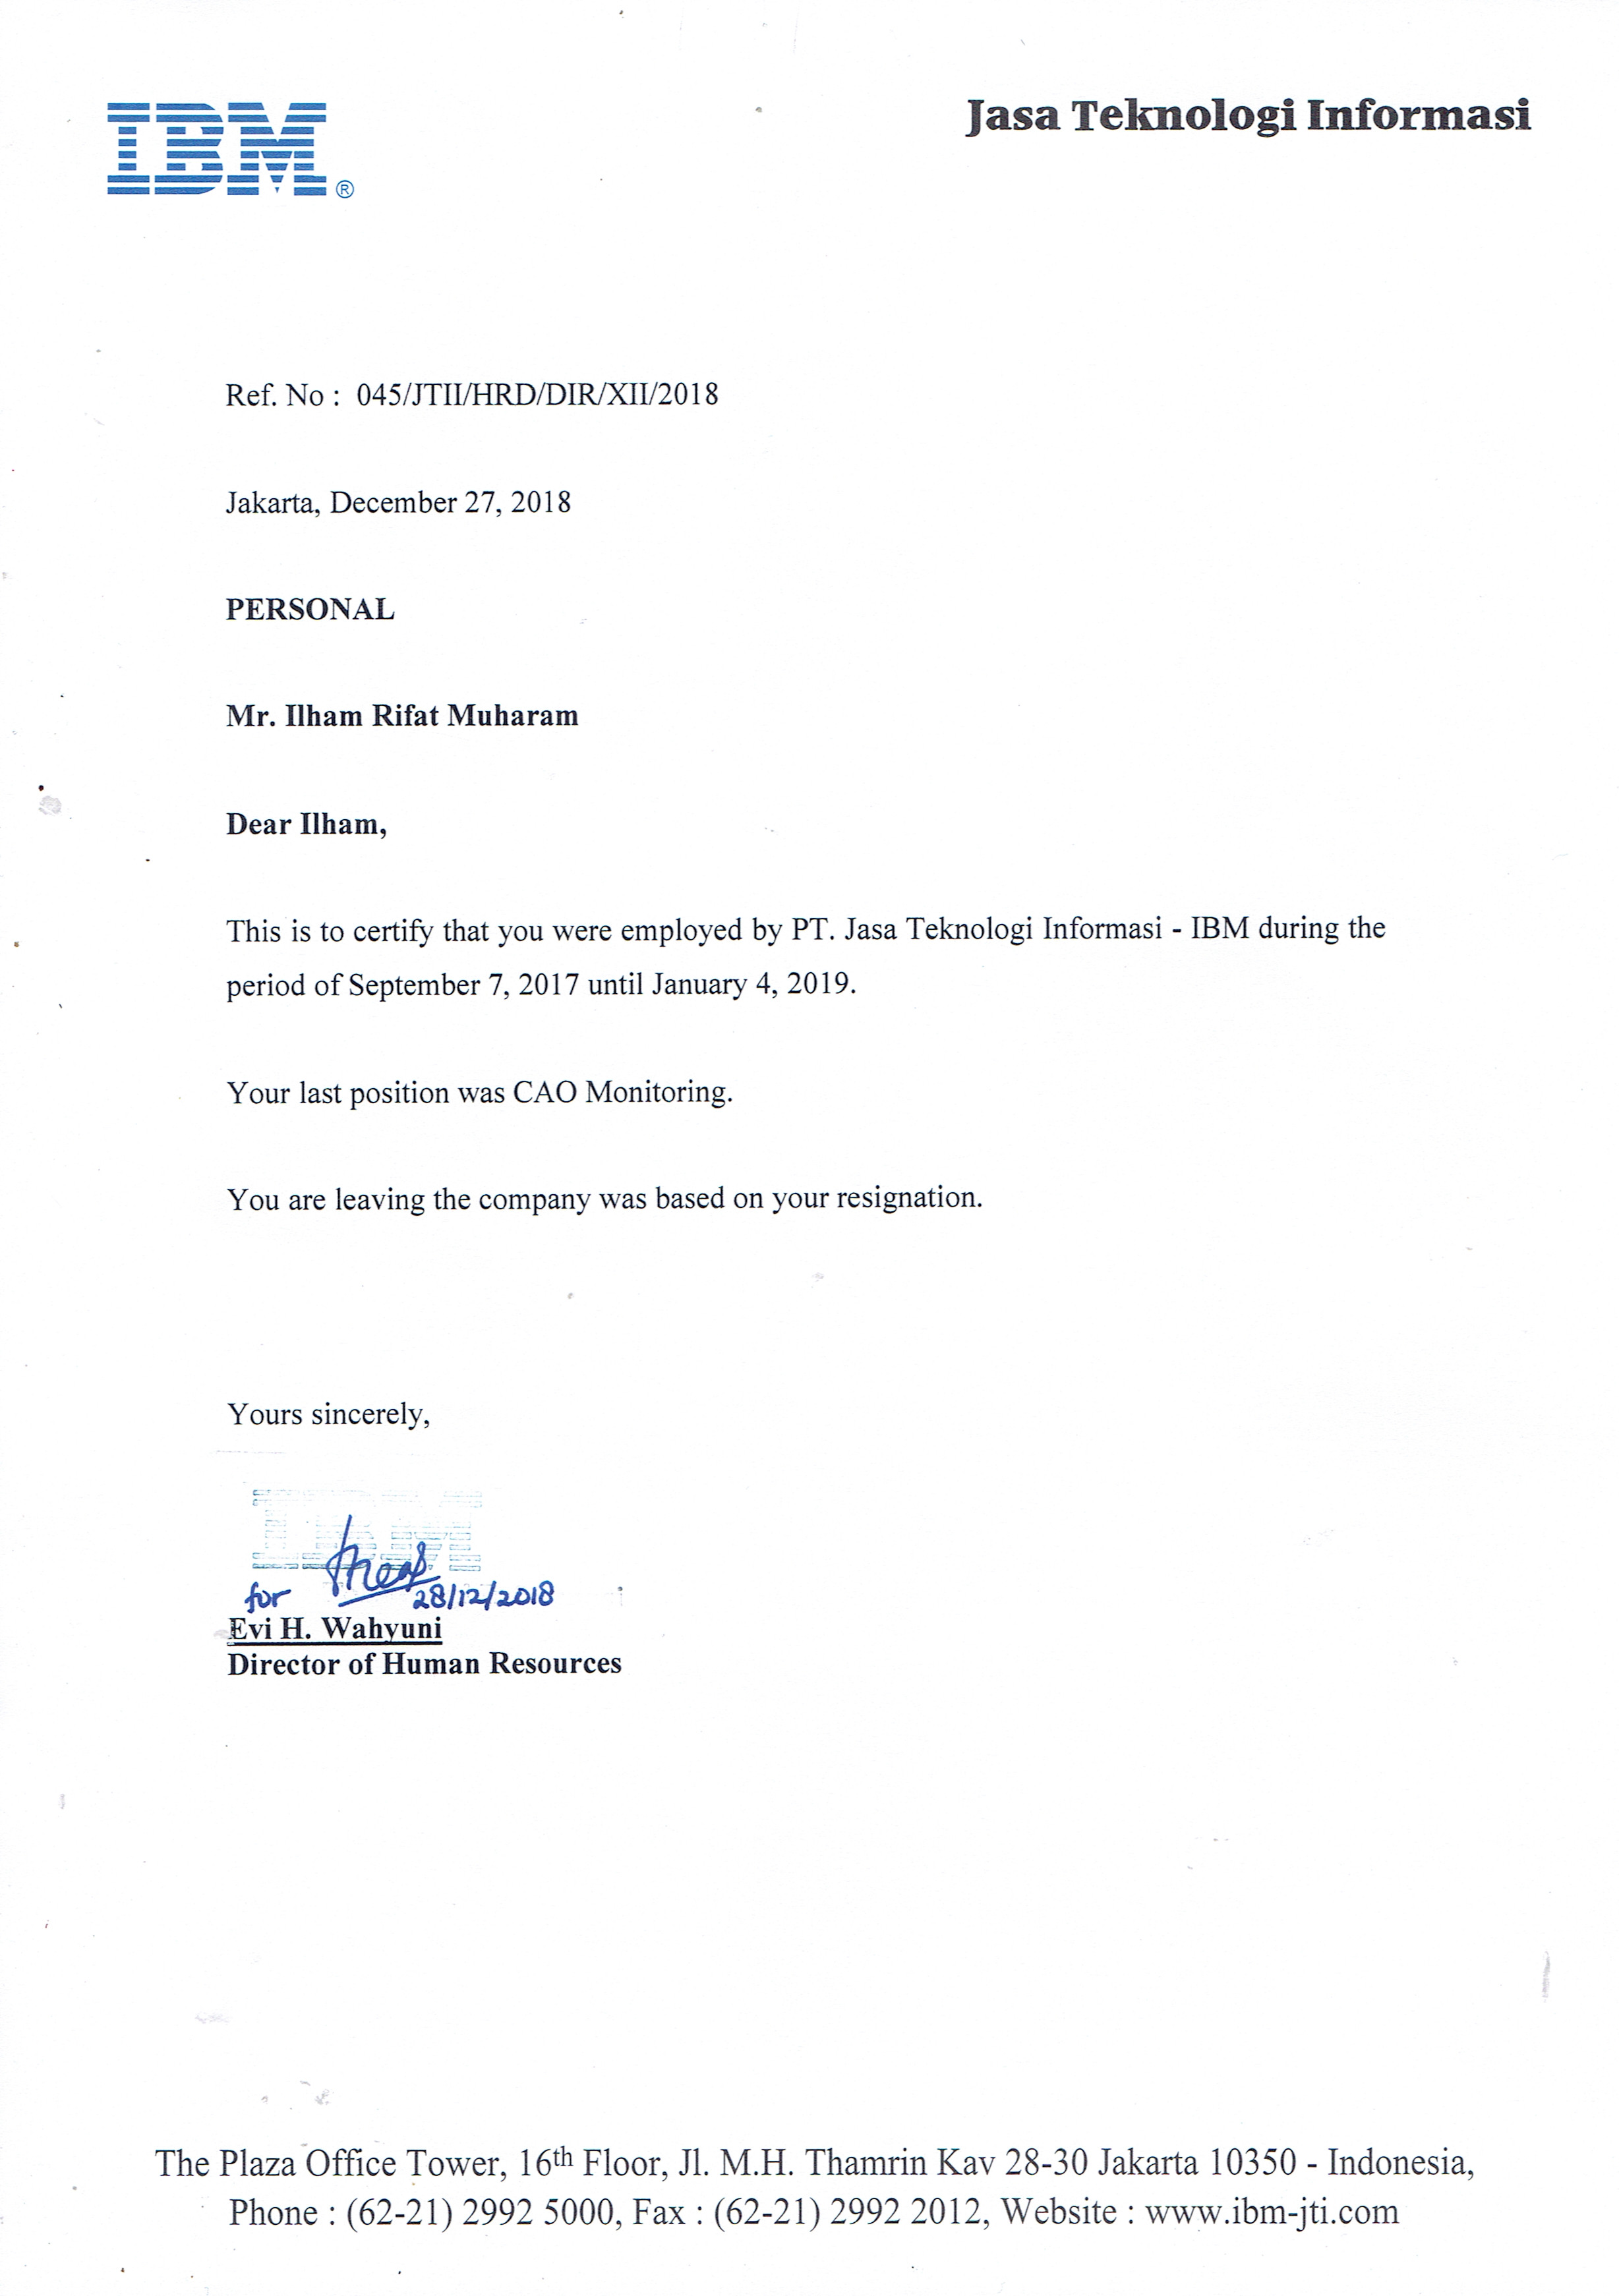 IBM®
Jasa Teknologi Informasi
Ref. No : 045/JTII/HRD/DIR/XII/2018
Jakarta, December 27, 2018
PERSONAL
Mr. Ilham Rifat Muharam
Dear Ilham,
This is to certify that you were employed by PT. Jasa Teknologi Informasi - IBM during the
period of September 7, 2017 until January 4, 2019.
Your last position was CAO Monitoring.
You are leaving the company was based on your resignation.
Yours sincerely,
IBM
for
28/12/2018
Evi H. Wahyuni
Director of Human Resources
The Plaza Office Tower, 16th Floor, Jl. M.H. Thamrin Kav 28-30 Jakarta 10350 - Indonesia,
Phone : (62-21) 2992 5000, Fax : (62-21) 2992 2012, Website : www.ibm-jti.com